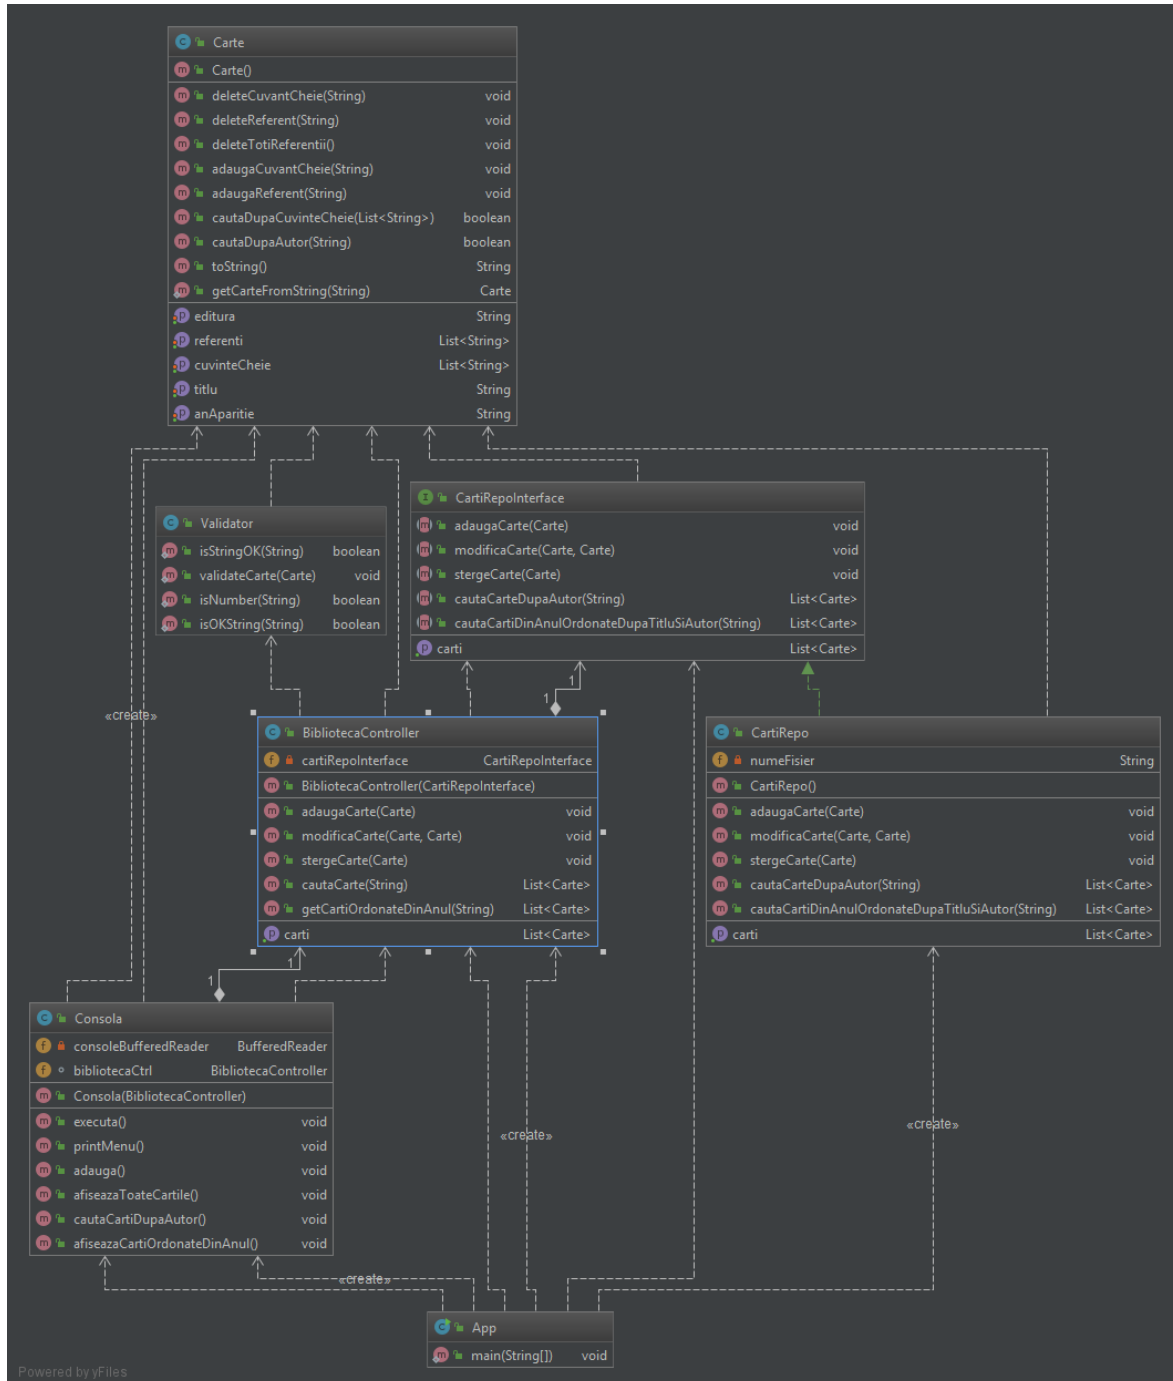 Carte
Carte()
deleteCuvantCheie(String) void
deleteReferent(String) void
deleteTotiReferentii() void
adaugaCuvantCheie(String) void
adaugaReferent(String) void
cautaDupaCuvinteCheie(List<String>) boolean
cautaDupaAutor(String) boolean
toString() String
getCarteFromString(String) Carte
editura String
referenti List<String>
cuvinteCheie List<String>
titlu String
anAparitie String
Validator
isStringOK(String) boolean
validateCarte(Carte) void
isNumber(String) boolean
isOKString(String) boolean
CartiRepoInterface
adaugaCarte(Carte) void
modificaCarte(Carte, Carte) void
stergeCarte(Carte) void
cautaCarteDupaAutor(String) List<Carte>
cautaCartiDinAnulOrdonateDupaTitluSiAutor(String) List<Carte>
carti List<Carte>
1
1
«create»
BibliotecaController
cartiRepoInterface CartiRepoInterface
BibliotecaController(CartiRepoInterface)
adaugaCarte(Carte) void
modificaCarte(Carte, Carte) void
stergeCarte(Carte) void
cautaCarte(String) List<Carte>
getCartiOrdonateDinAnul(String) List<Carte>
carti List<Carte>
CartiRepo
numeFisier String
CartiRepo()
adaugaCarte(Carte) void
modificaCarte(Carte, Carte) void
stergeCarte(Carte) void
cautaCarteDupaAutor(String) List<Carte>
cautaCartiDinAnulOrdonateDupaTitluSiAutor(String) List<Carte>
carti List<Carte>
1
1
Consola
consoleBufferedReader BufferedReader
bibliotecaCtrl BibliotecaController
Consola(BibliotecaController)
executa() void
printMenu() void
adauga() void
afiseazaToateCartile() void
cautaCartiDupaAutor() void
afiseazaCartiOrdonateDinAnul() void
«create»
«create»
«create»
App
main(String[]) void
Powered by yFiles